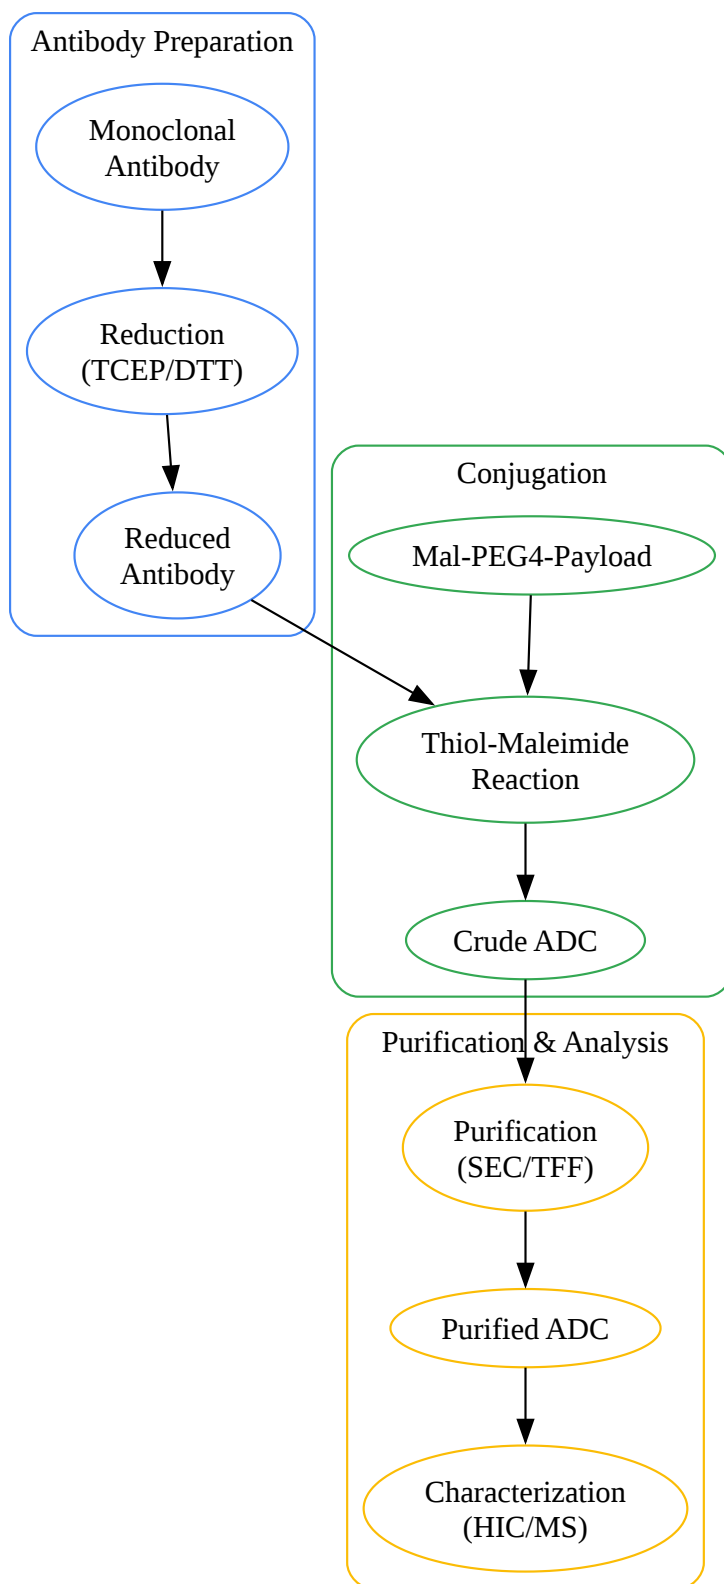 Antibody Preparation
Monoclonal
Antibody
Reduction
(TCEP/DTT)
Reduced
Antibody
Conjugation
Mal-PEG4-Payload
Thiol-Maleimide
Reaction
Crude ADC
Purification & Analysis
Purification
(SEC/TFF)
Purified ADC
Characterization
(HIC/MS)